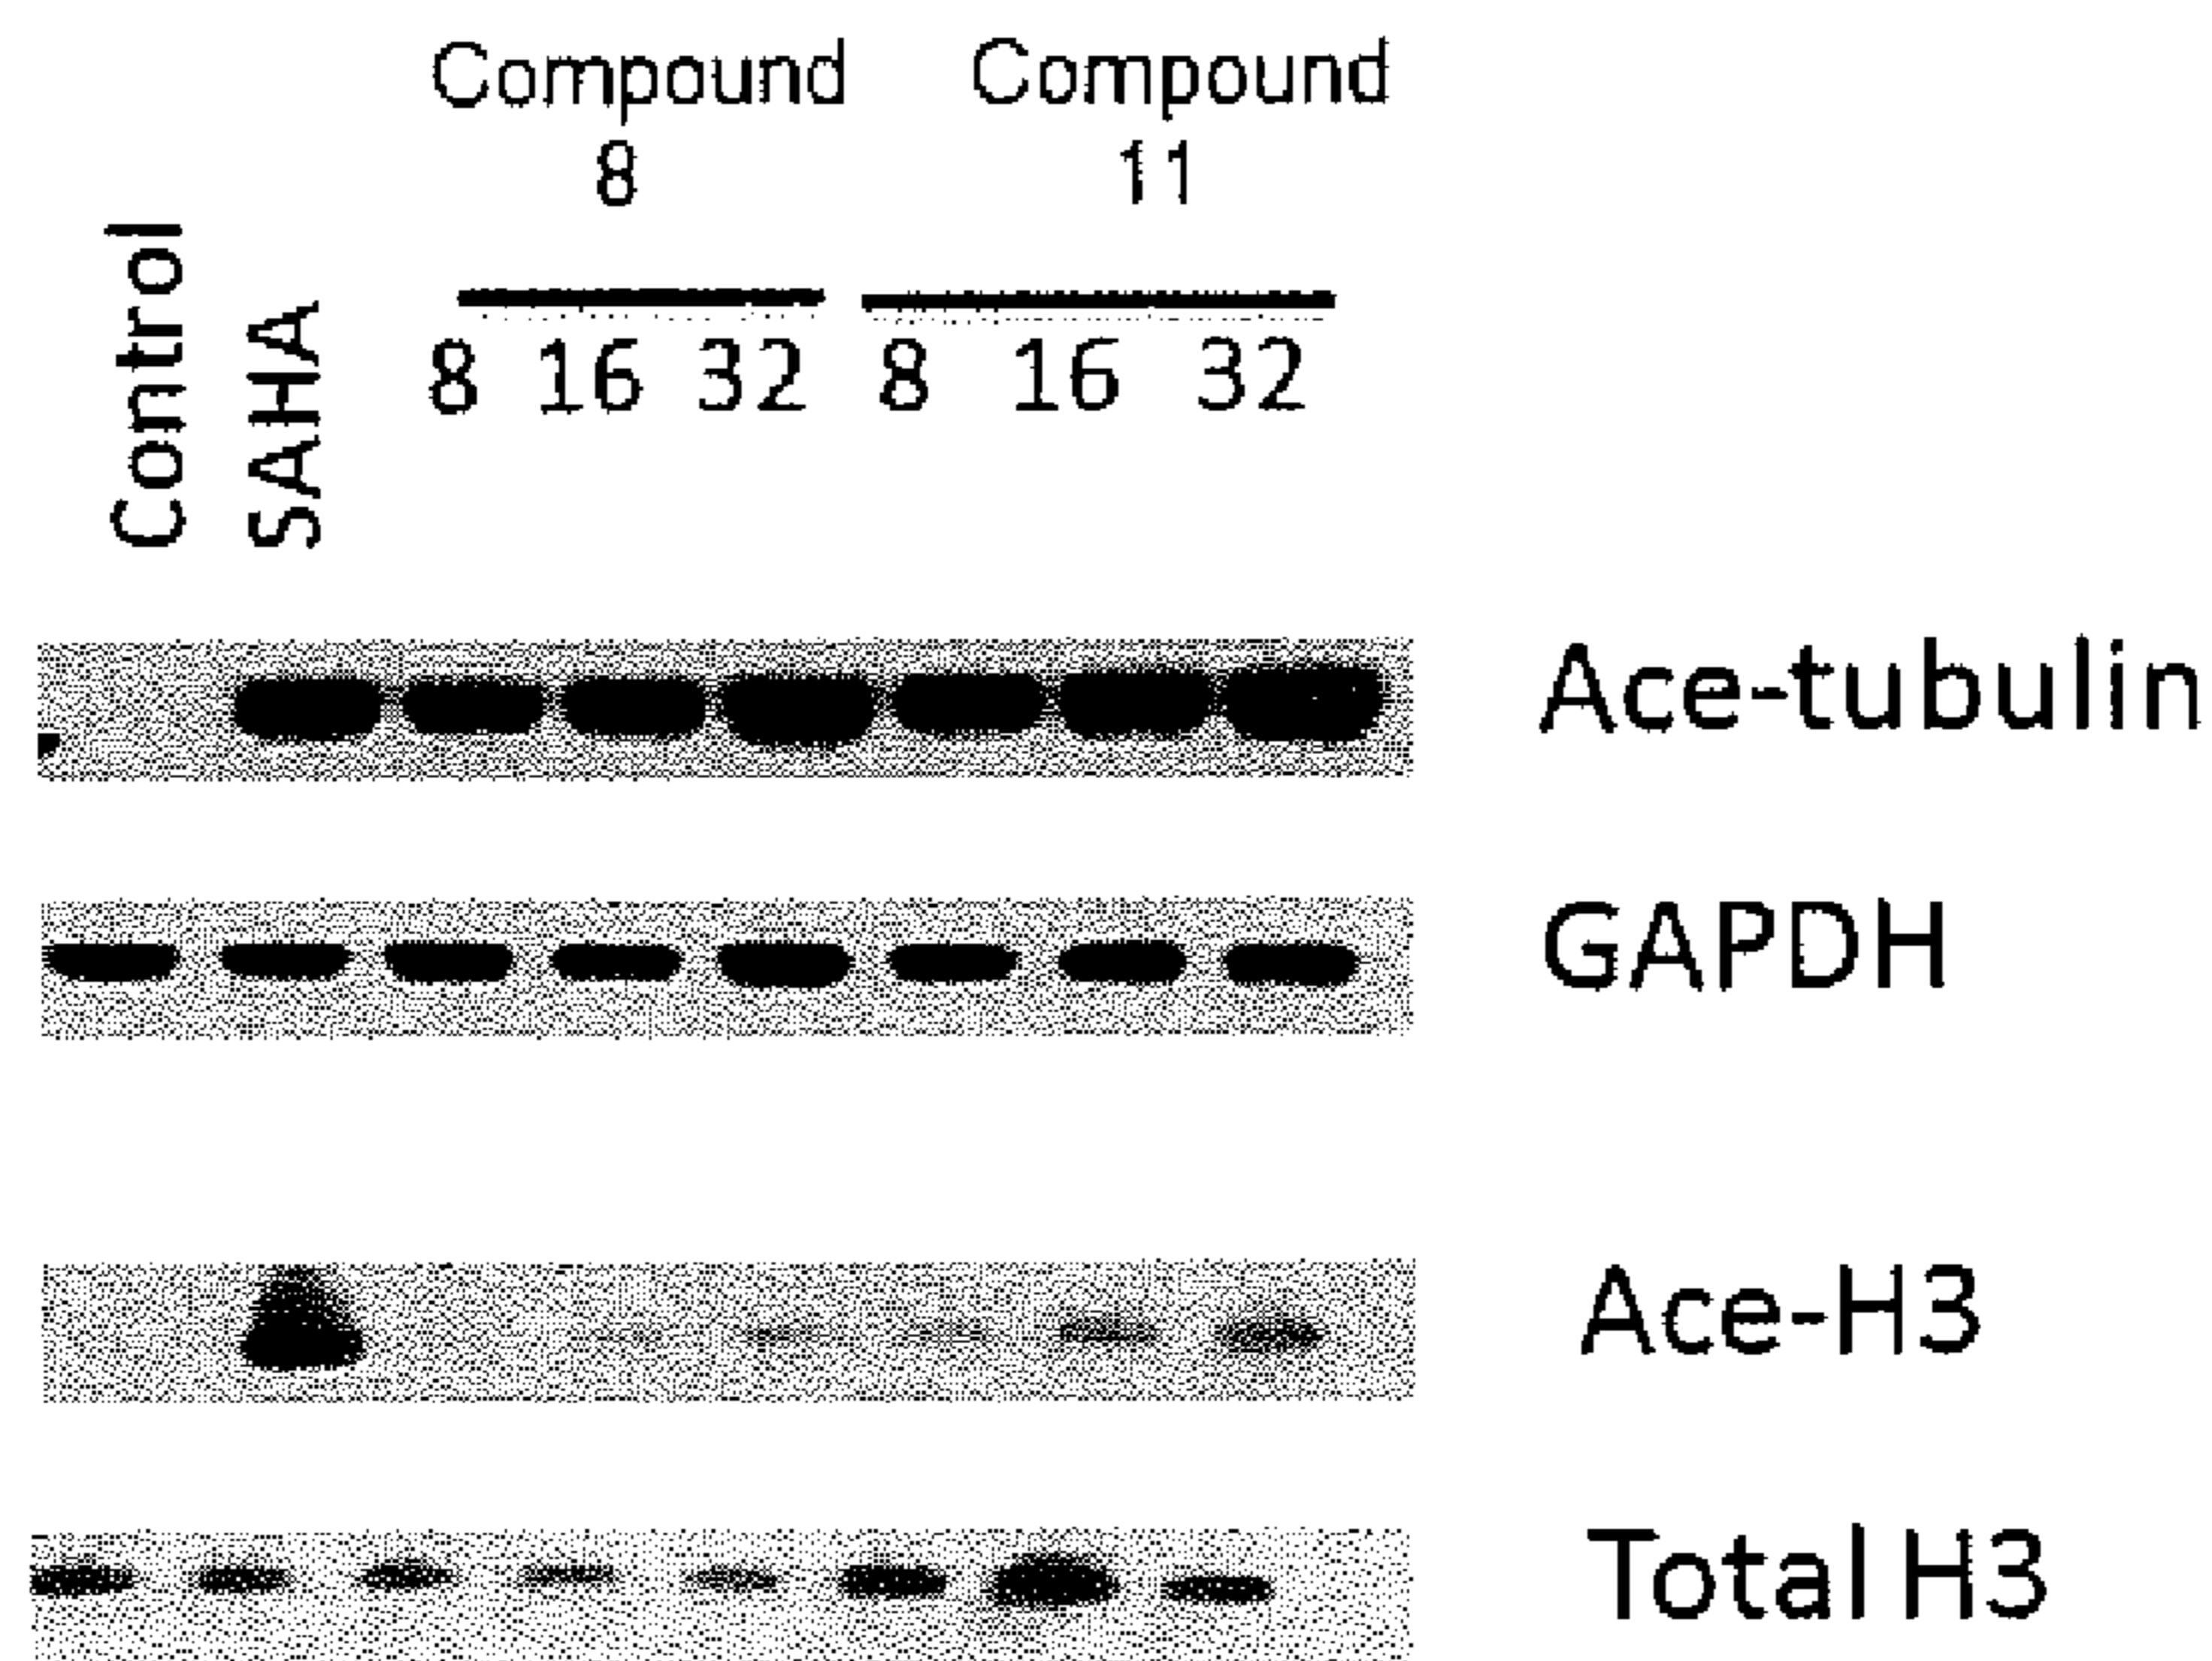 Compound Compound
8 11
Control
SAHA
8 16 32 8 16 32
Ace-tubulin
GAPDH
Ace-H3
Total H3